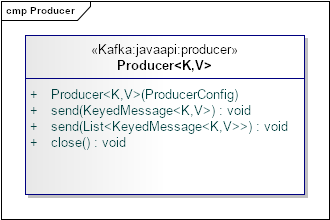 cmp Producer
«Kafka:javaapi:producer»
Producer<K,V>
+ Producer<K,V>(ProducerConfig)
+ send(KeyedMessage<K,V>) : void
+ send(List<KeyedMessage<K,V>>) : void
+ close() : void